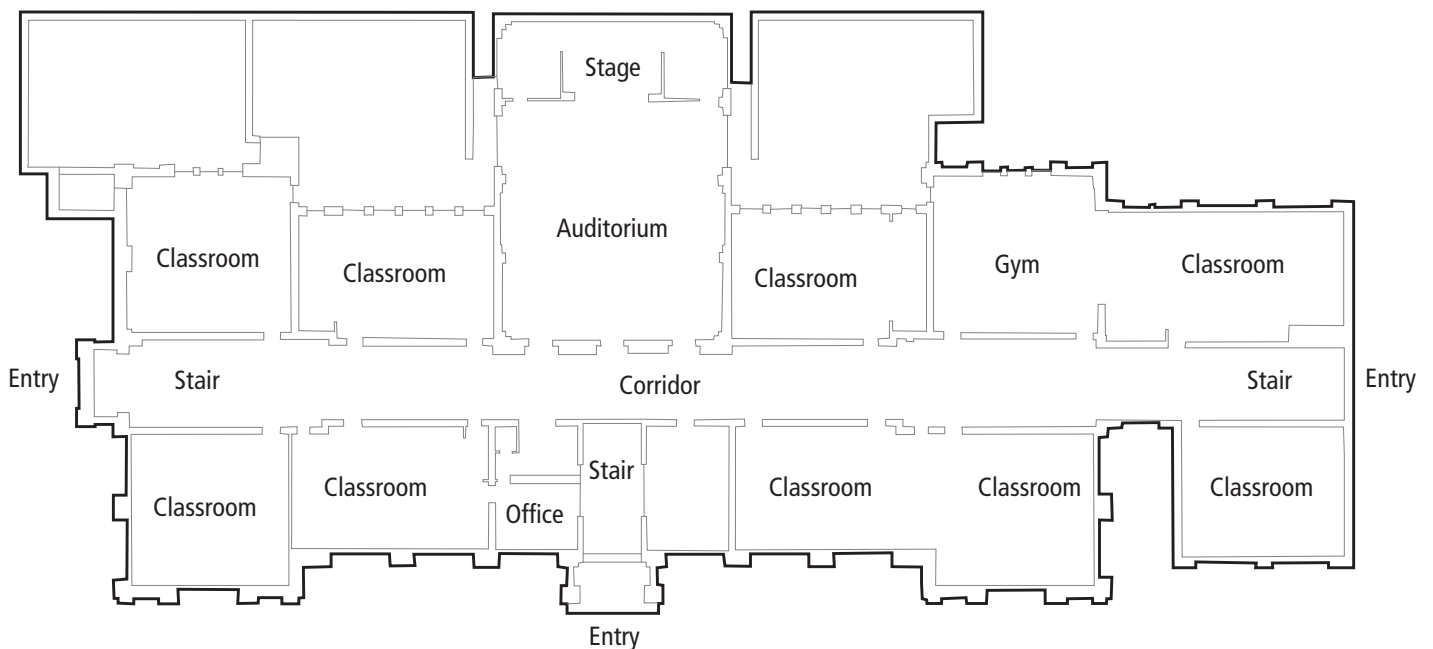 Stage
Auditorium
Classroom
Classroom
Classroom
Gym
Classroom
Entry
Stair
Corridor
Stair
Entry
Classroom
Classroom
Office
Stair
Classroom
Classroom
Classroom
Entry